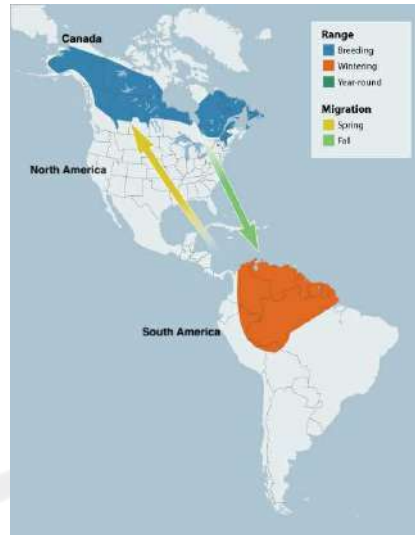 Canada
Range
Breeding
Wintering
Year-round
Migration
Spring
Fall
North America
South America